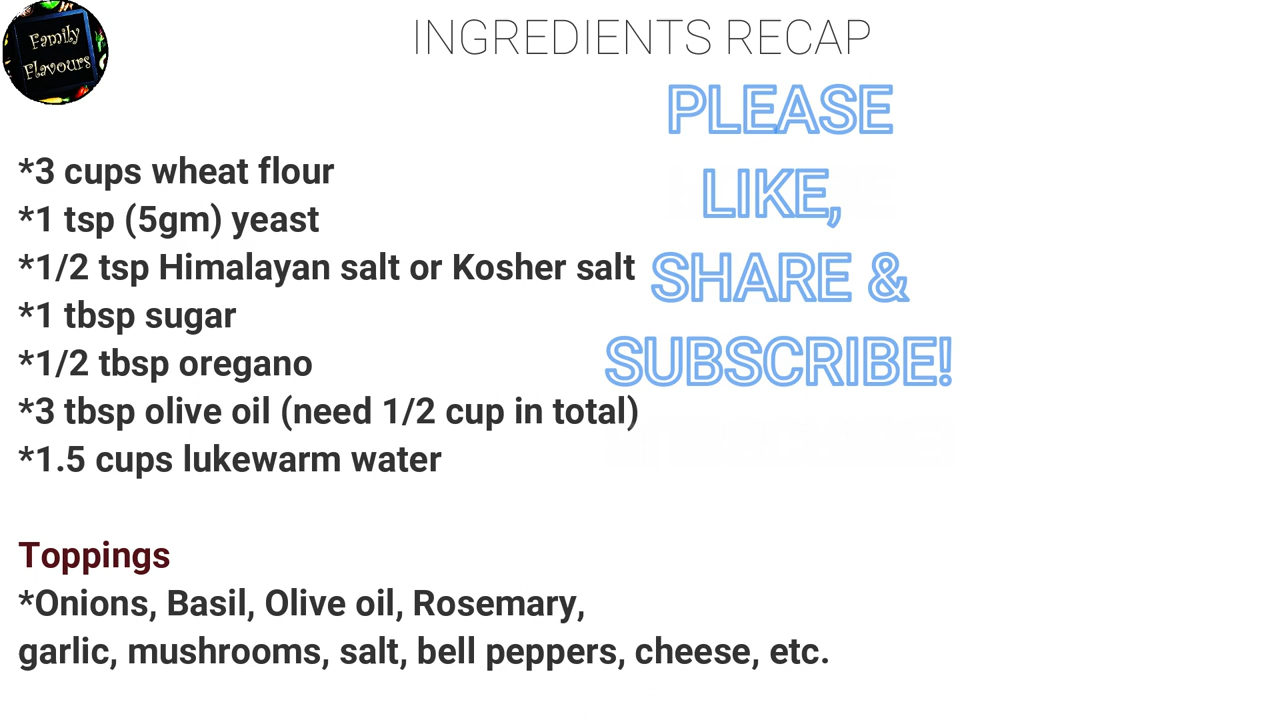 Family
Flavours
INGREDIENTS RECAP
PLEASE
LIKE,
SHARE &
SUBSCRIBE!
*3 cups wheat flour
*1 tsp (5gm) yeast
*1/2 tsp Himalayan salt or Kosher salt
*1 tbsp sugar
*1/2 tbsp oregano
*3 tbsp olive oil (need 1/2 cup in total)
*1.5 cups lukewarm water
Toppings
*Onions, Basil, Olive oil, Rosemary,
garlic, mushrooms, salt, bell peppers, cheese, etc.